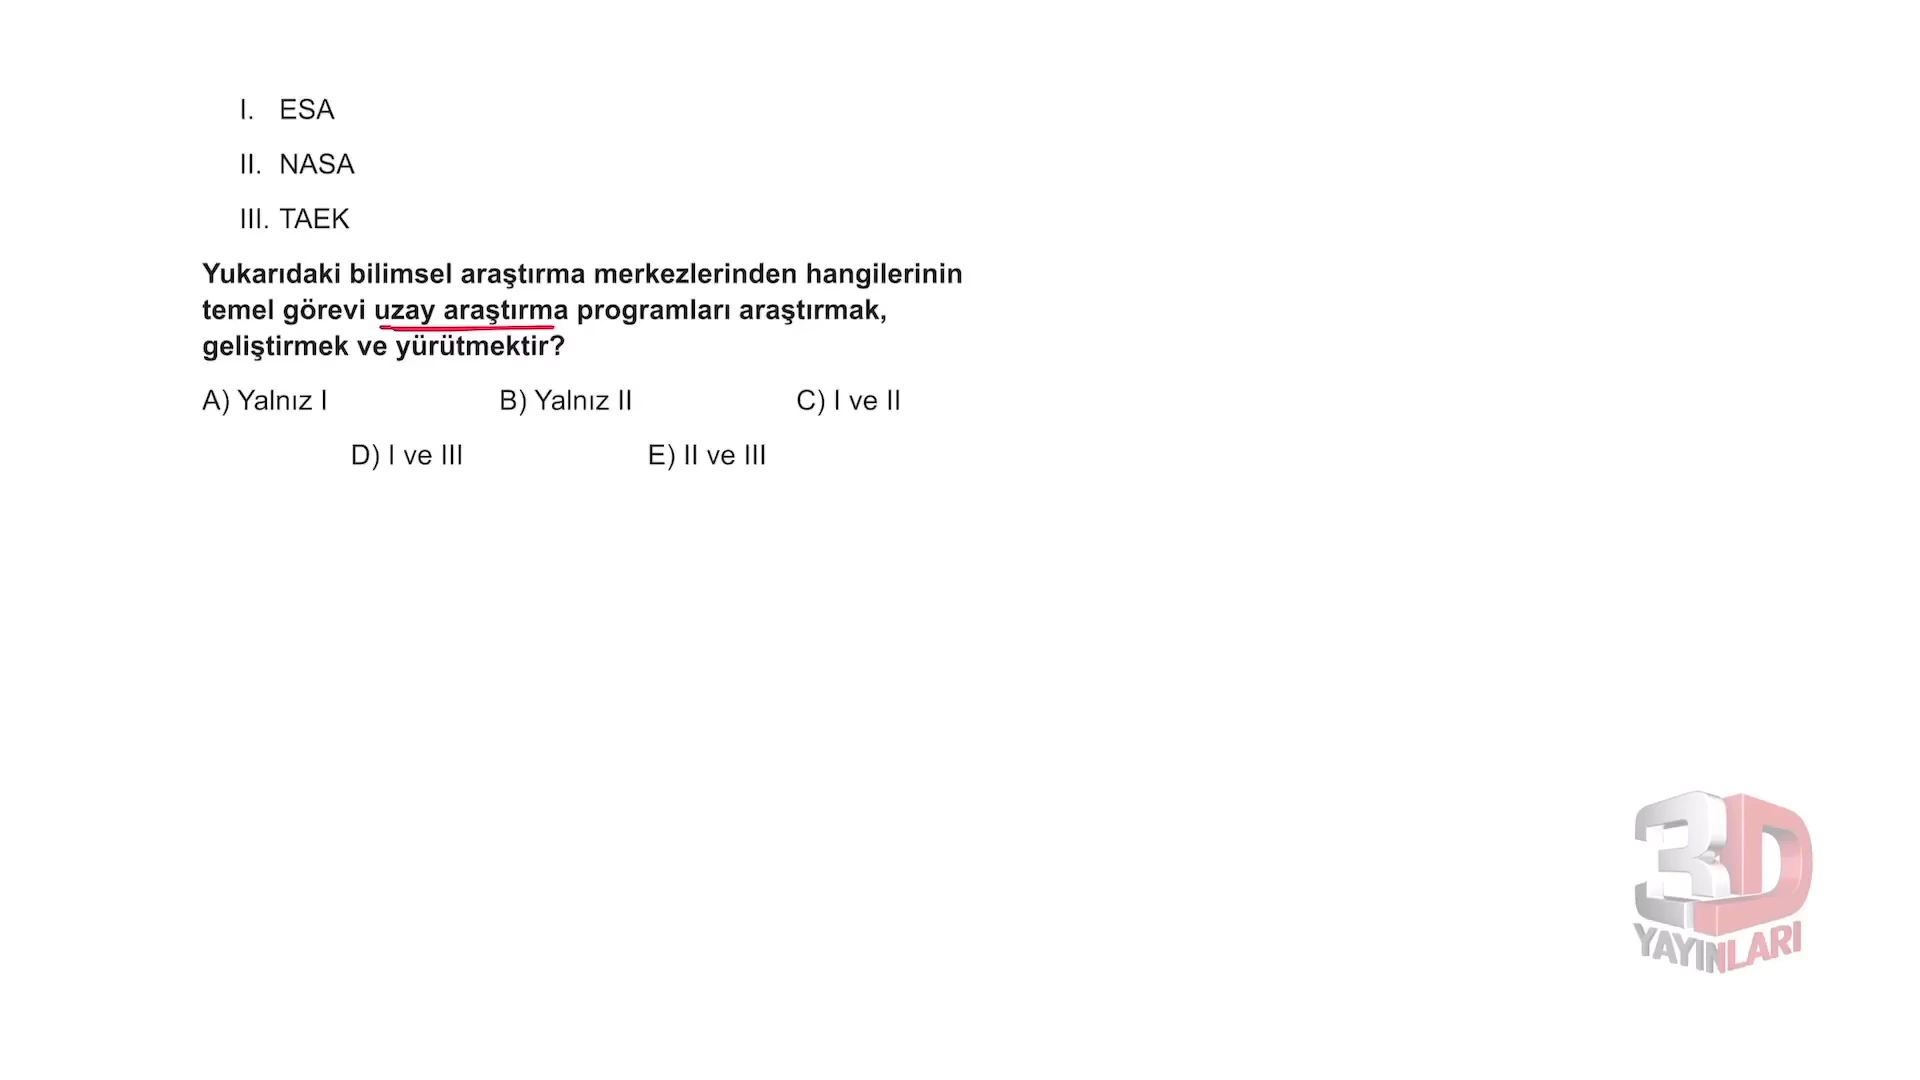 I. ESA
II. NASA
III. TAEK
Yukarıdaki bilimsel araştırma merkezlerinden hangilerinin
temel görevi uzay araştırma programları araştırmak,
geliştirmek ve yürütmektir?
A) Yalnız I B) Yalnız II C) I ve II
D) I ve III E) II ve III
3D
YAYINLARI